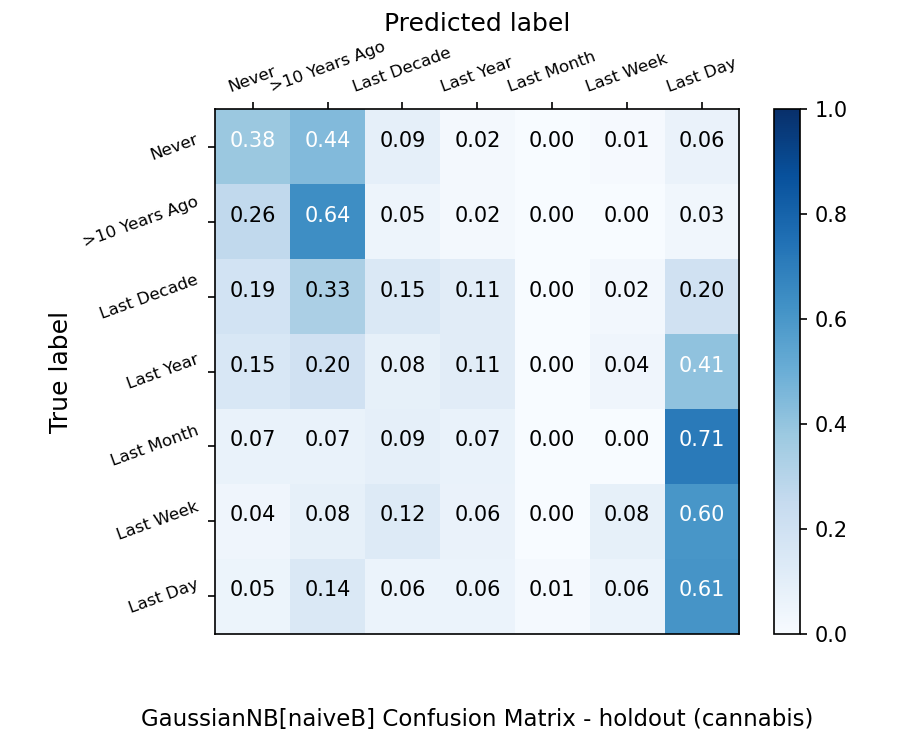 Predicted label
Never >10 Years Ago Last Decade Last Year Last Month Last Week Last Day
1.0
Never 0.38 0.44 0.09 0.02 0.00 0.01 0.06
0.8
>10 Years Ago 0.26 0.64 0.05 0.02 0.00 0.00 0.03
Last Decade 0.19 0.33 0.15 0.11 0.00 0.02 0.20
0.6
True label
Last Year 0.15 0.20 0.08 0.11 0.00 0.04 0.41
0.4
Last Month 0.07 0.07 0.09 0.07 0.00 0.00 0.71
Last Week 0.04 0.08 0.12 0.06 0.00 0.08 0.60
0.2
Last Day 0.05 0.14 0.06 0.06 0.01 0.06 0.61
0.0
GaussianNB[naiveB] Confusion Matrix - holdout (cannabis)